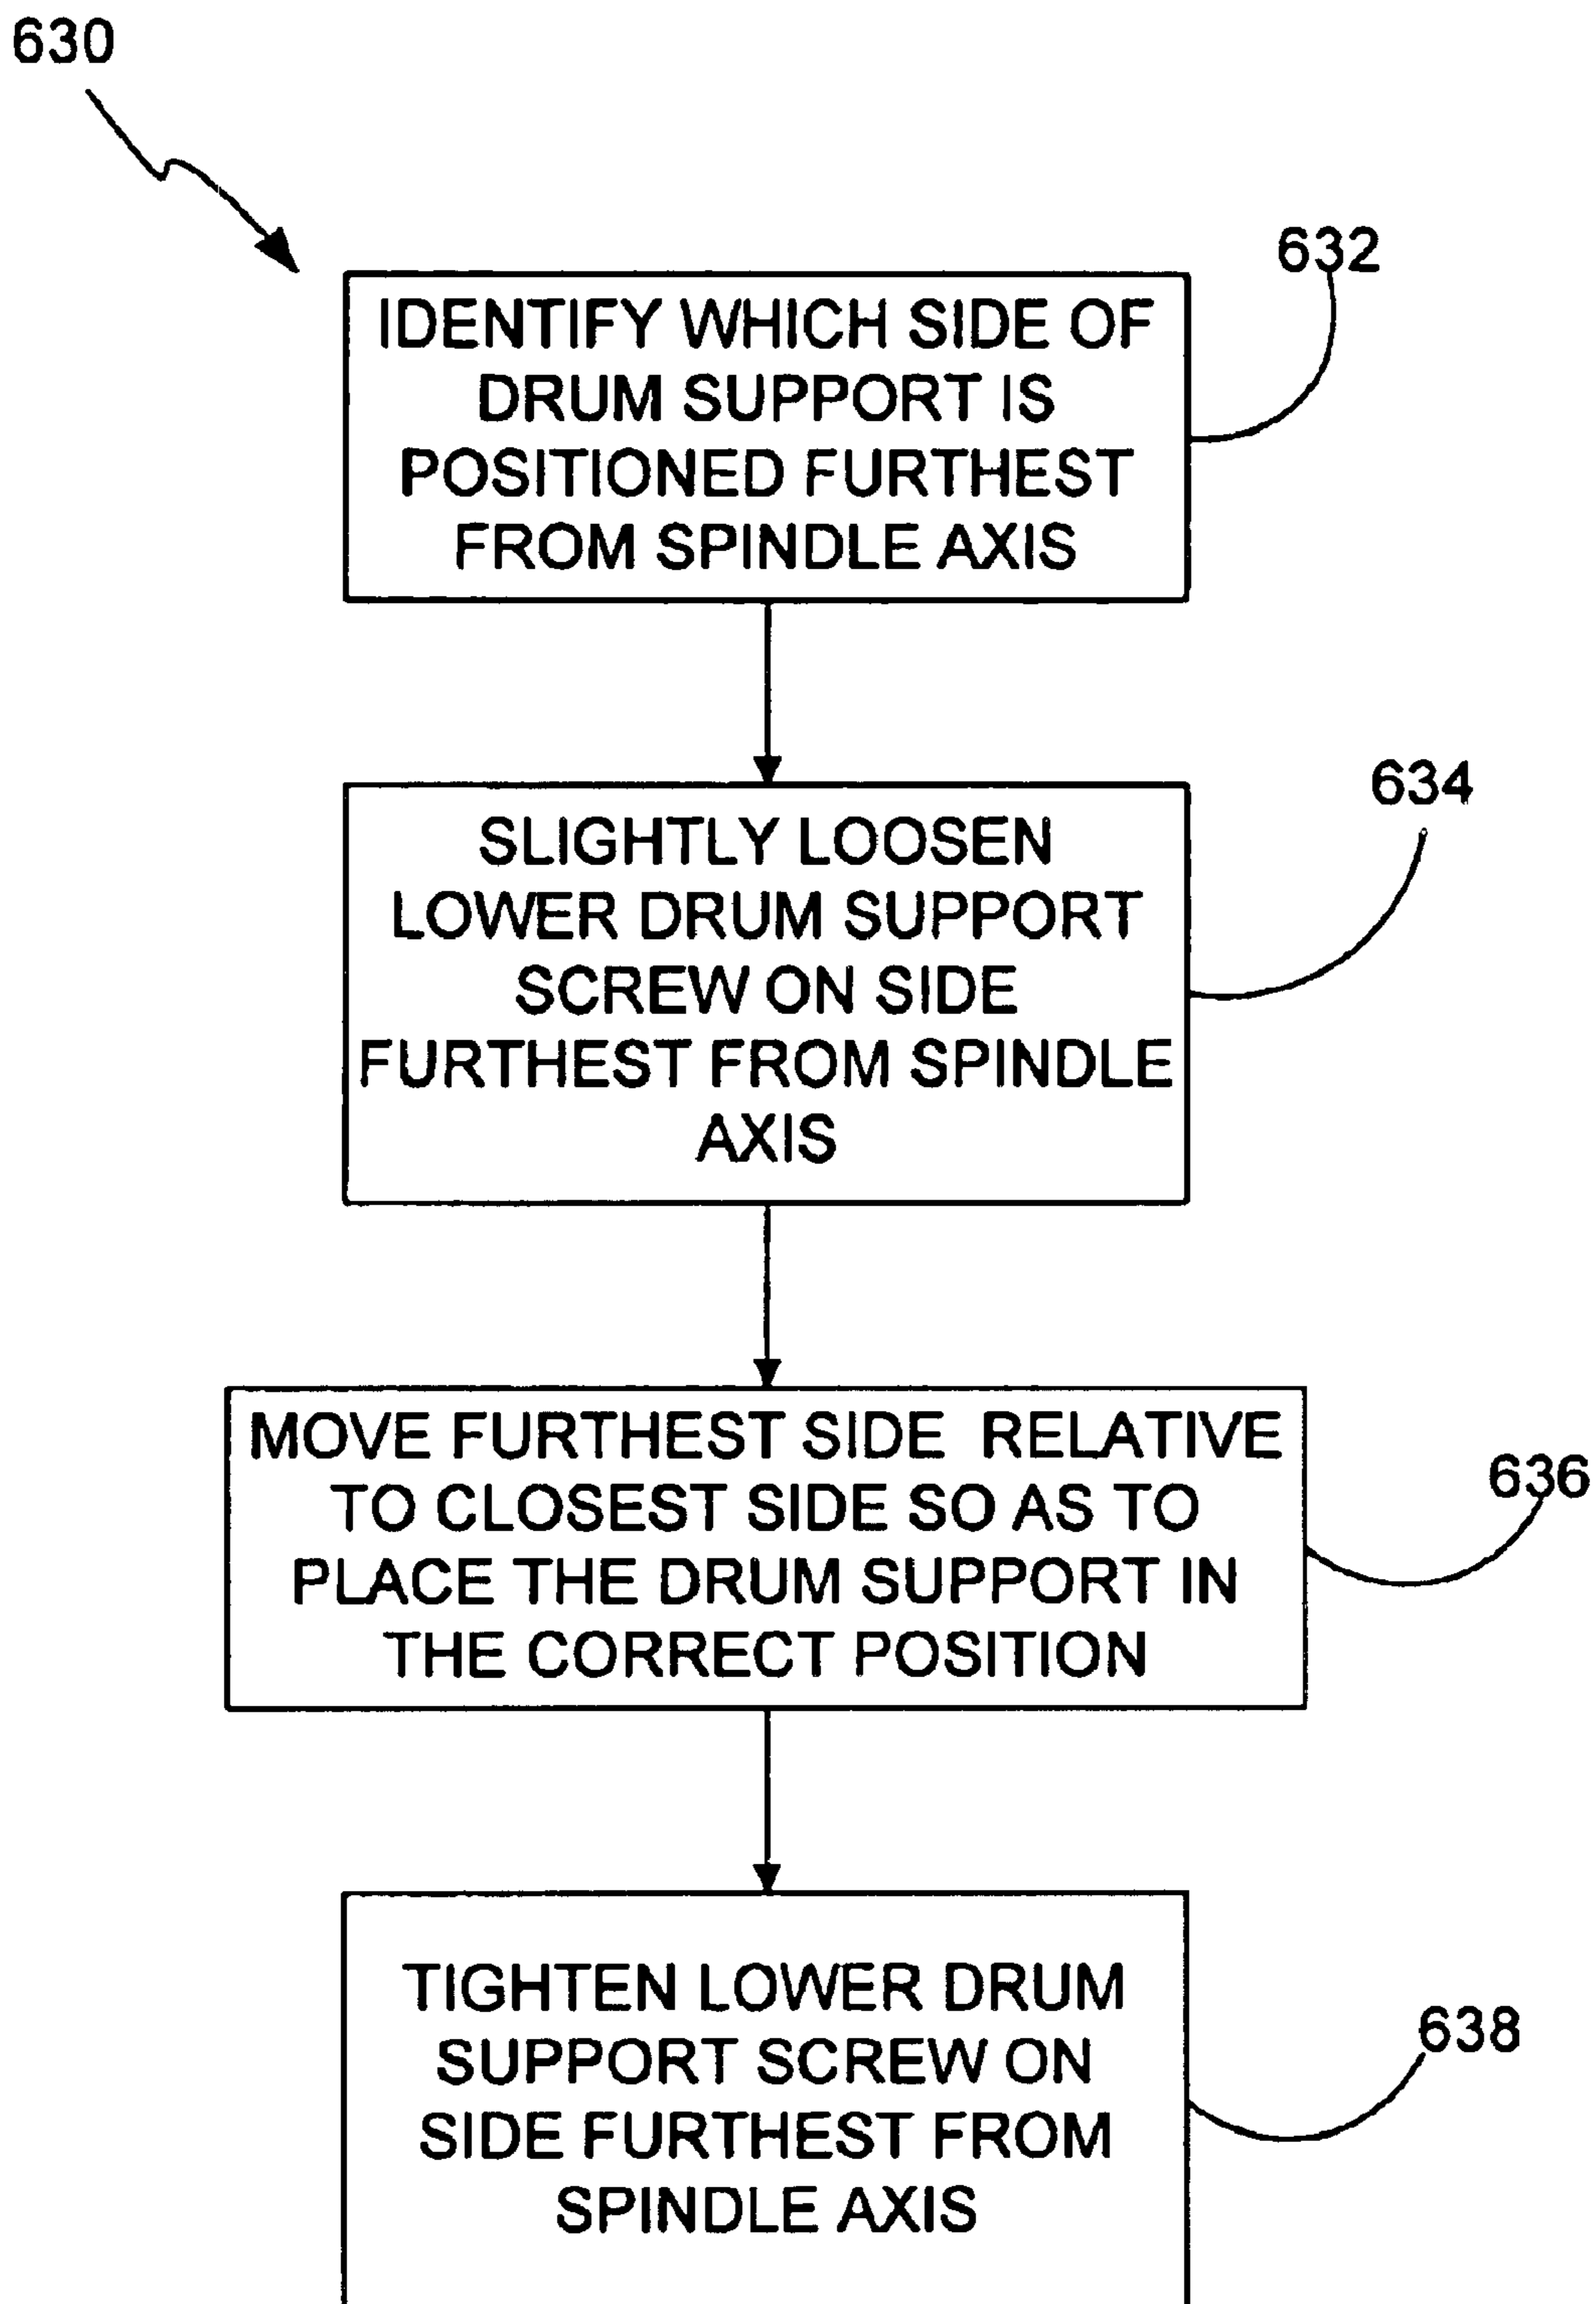 630
632
IDENTIFY WHICH SIDE OF
DRUM SUPPORT IS
POSITIONED FURTHEST
FROM SPINDLE AXIS
634
SLIGHTLY LOOSEN
LOWER DRUM SUPPORT
SCREW ON SIDE
FURTHEST FROM SPINDLE
AXIS
636
MOVE FURTHEST SIDE RELATIVE
TO CLOSEST SIDE SO AS TO
PLACE THE DRUM SUPPORT IN
THE CORRECT POSITION
638
TIGHTEN LOWER DRUM
SUPPORT SCREW ON
SIDE FURTHEST FROM
SPINDLE AXIS